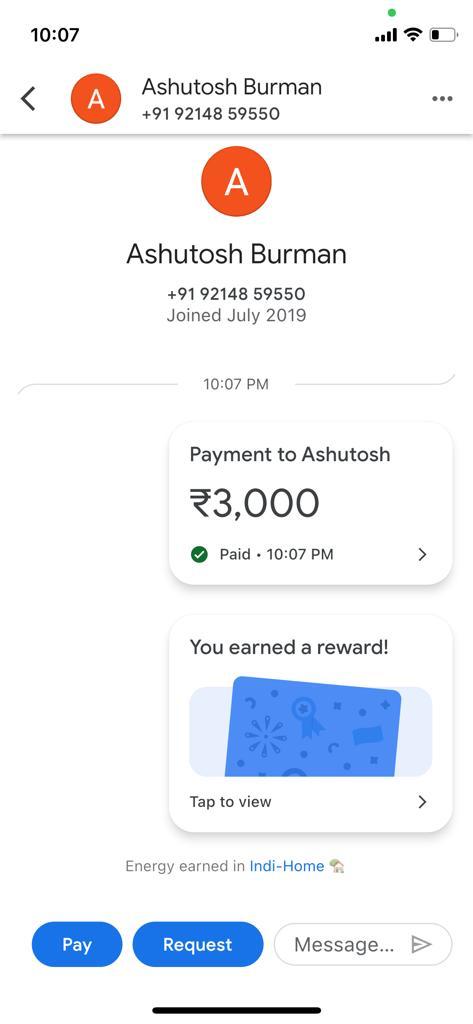 10:07
A
Ashutosh Burman
+91 92148 59550
A
Ashutosh Burman
+91 92148 59550
Joined July 2019
10:07 PM
Payment to Ashutosh
₹3,000
Paid • 10:07 PM
You earned a reward!
Tap to view
Energy earned in Indi-Home
Pay
Request
Message...